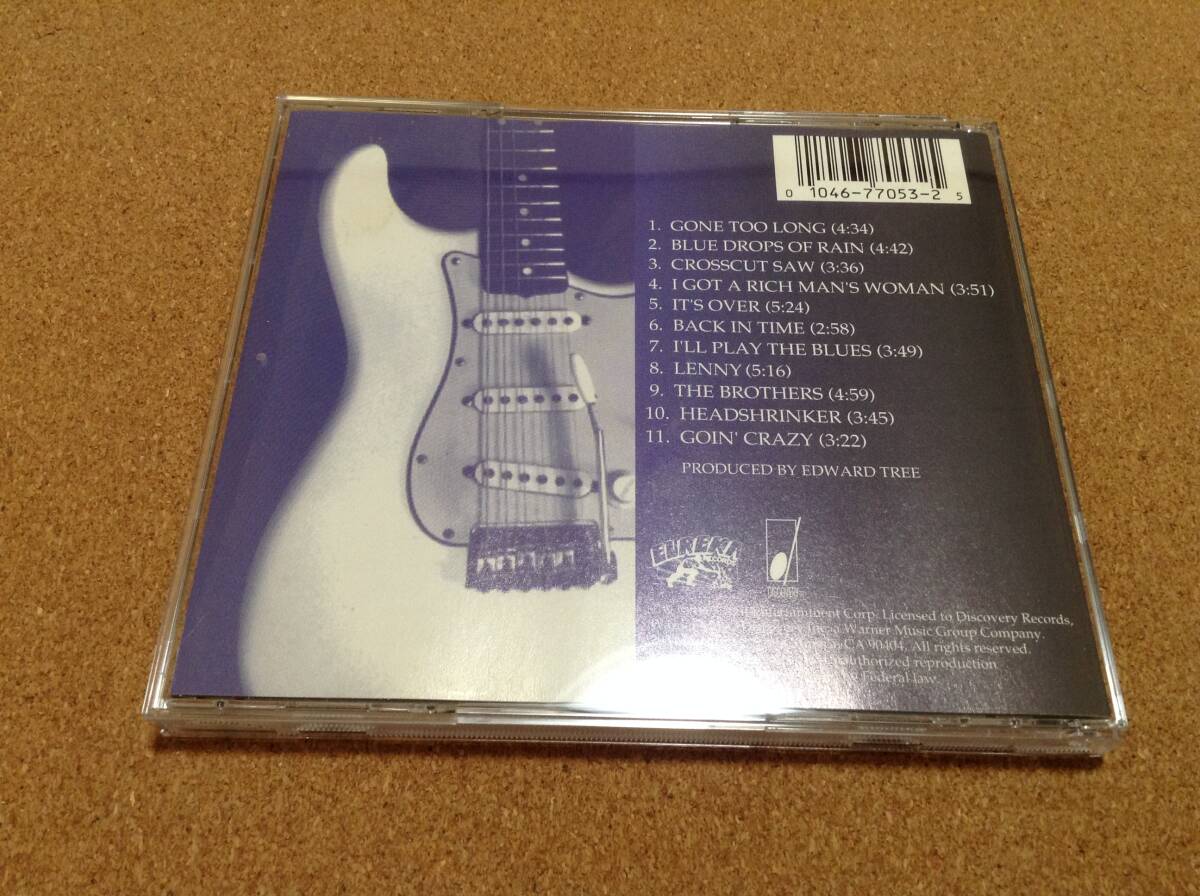 0 1046-77053-2 5
1. GONE TOO LONG (4:34)
2. BLUE DROPS OF RAIN (4:42)
3. CROSSCUT SAW (3:36)
4. I GOT A RICH MAN'S WOMAN (3:51)
5. IT'S OVER (5:24)
6. BACK IN TIME (2:58)
7. I'LL PLAY THE BLUES (3:49)
8. LENNY (5:16)
9. THE BROTHERS (4:59)
10. HEADSHRINKER (3:45)
11. GOIN' CRAZY (3:22)
PRODUCED BY EDWARD TREE
EUREKA
RECORDS
DISCOVERY
Entertainment Corp. Licensed to Discovery Records,
Inc., a Warner Music Group Company.
CA 90404. All rights reserved.
reproduction
Federal law.